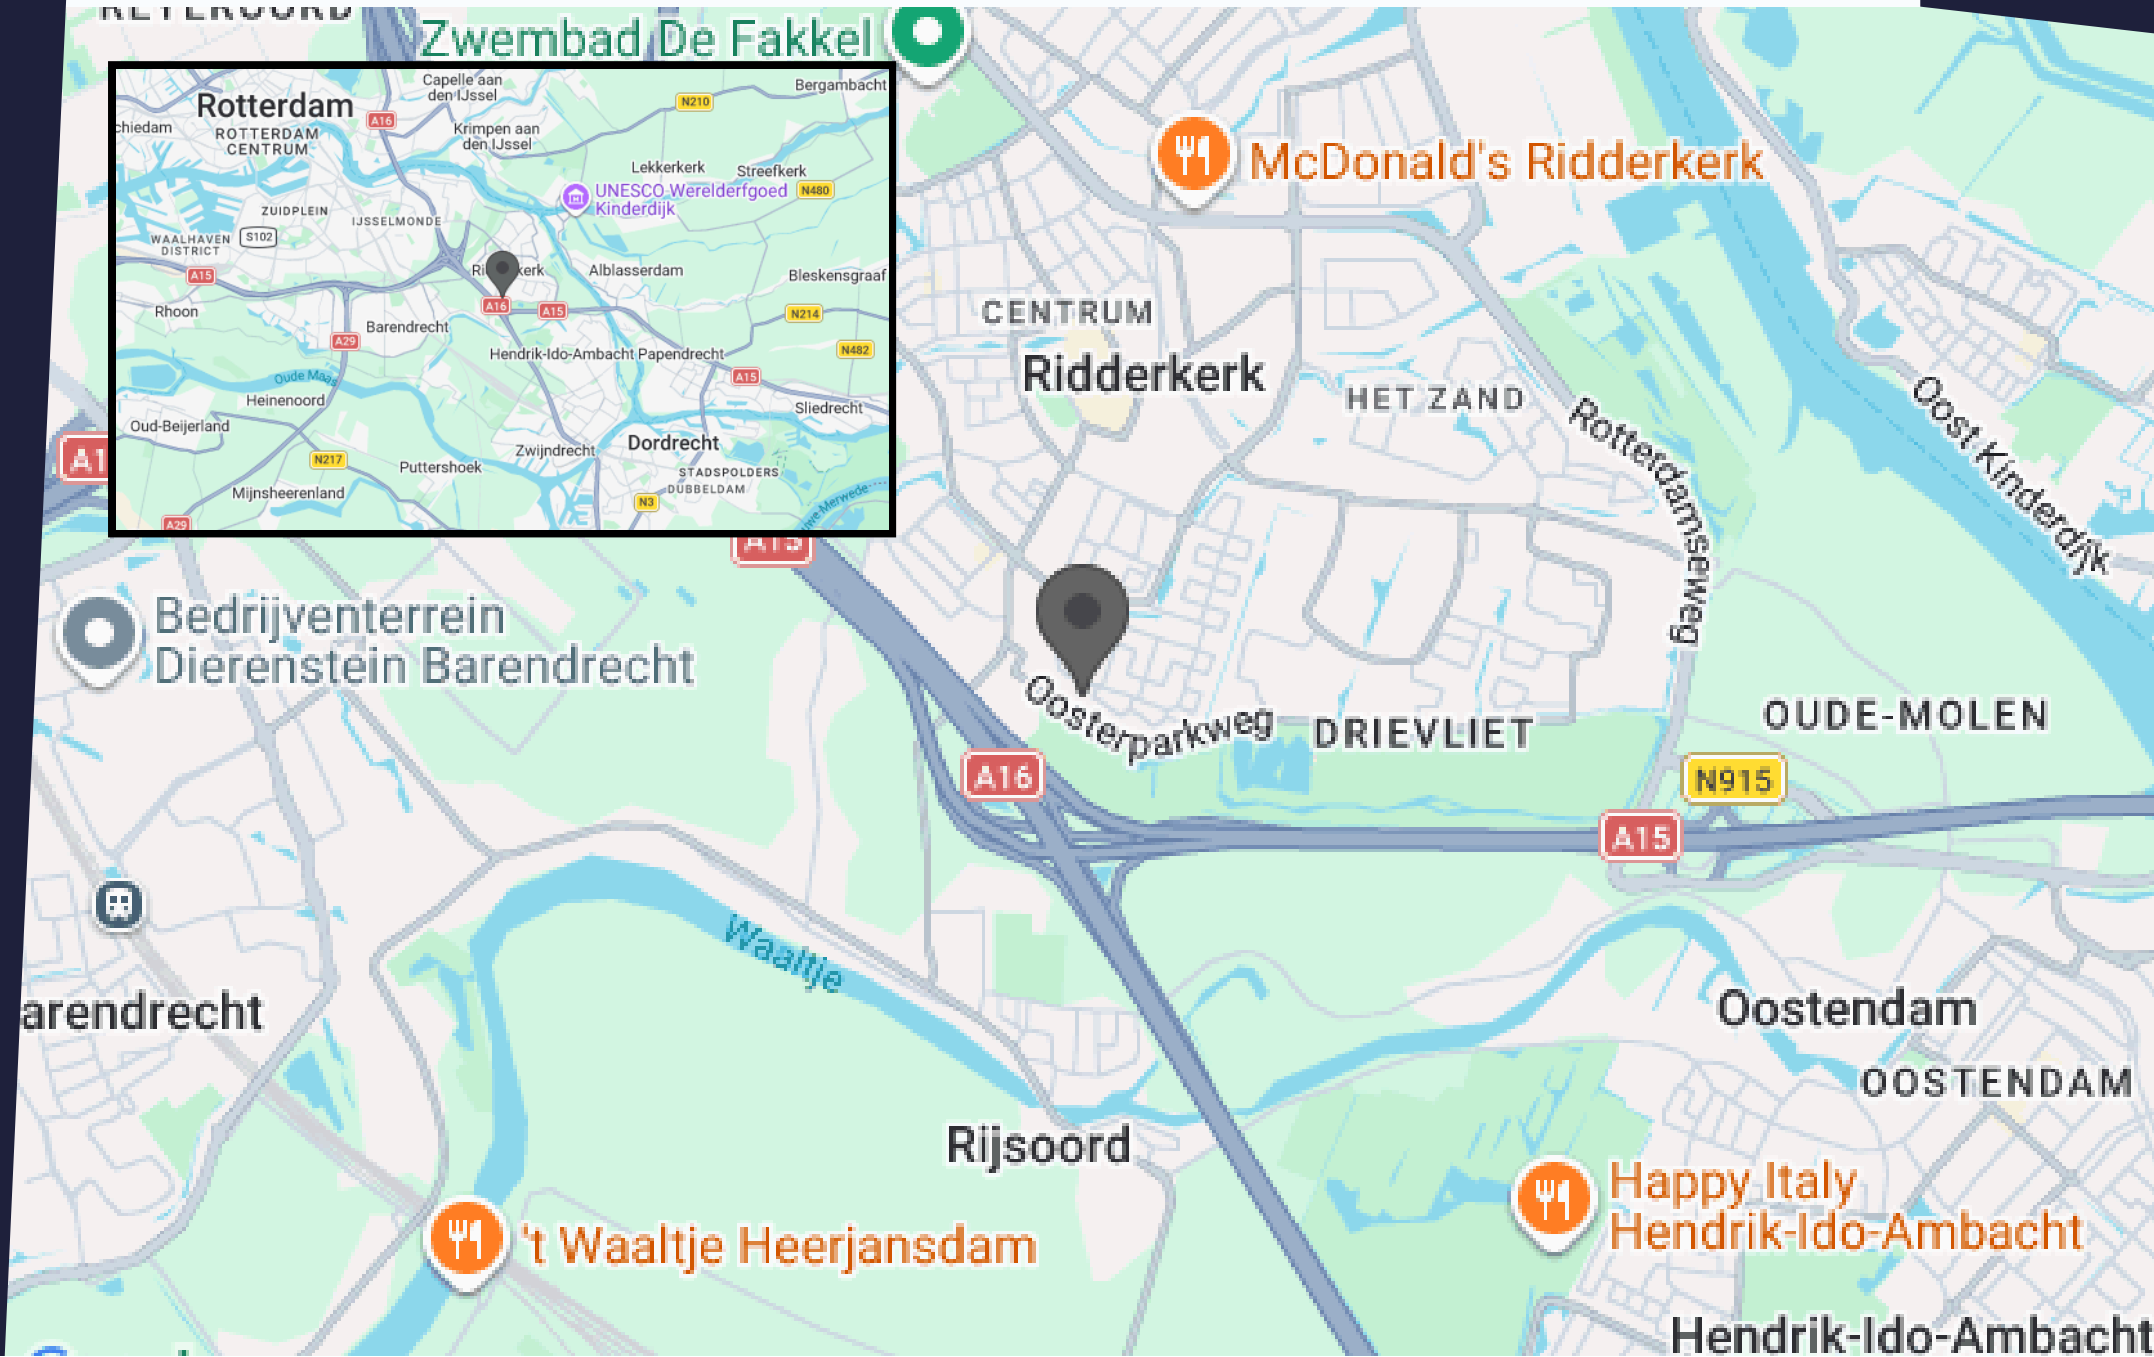 Zwembad De Fakkel
McDonald's Ridderkerk
CENTRUM
Ridderkerk
HET ZAND
Rotterdamseweg
Oost Kinderdijk
Rotterdam
ROTTERDAM
CENTRUM
chiedam
Capelle aan
den IJssel
A16
N210
Bergambacht
Krimpen aan
den IJssel
Lekkerkerk
Streefkerk
UNESCO Werelderfgoed
Kinderdijk
N480
ZUIDPLEIN
IJSSELMONDE
S102
WAALHAVEN
DISTRICT
A15
Alblasserdam
Bleskensgraaf
A16
A15
N214
Rhoon
Barendrecht
A29
N482
Hendrik-Ido-Ambacht
Papendrecht
A15
Oude Maas
Heinenoord
Sliedrecht
Oud-Beijerland
Dordrecht
Zwijndrecht
N217
Puttershoek
STADSPOLDERS
DUBBELDAM
Mijnsheerenland
N3
A29
A15
Bedrijventerrein
Dierenstein Barendrecht
Oosterparkweg
DRIEVLIET
OUDE-MOLEN
A16
N915
A15
Waaltje
arendrecht
Oostendam
OOSTENDAM
Rijsoord
Happy Italy
Hendrik-Ido-Ambacht
't Waaltje Heerjansdam
Hendrik-Ido-Ambacht